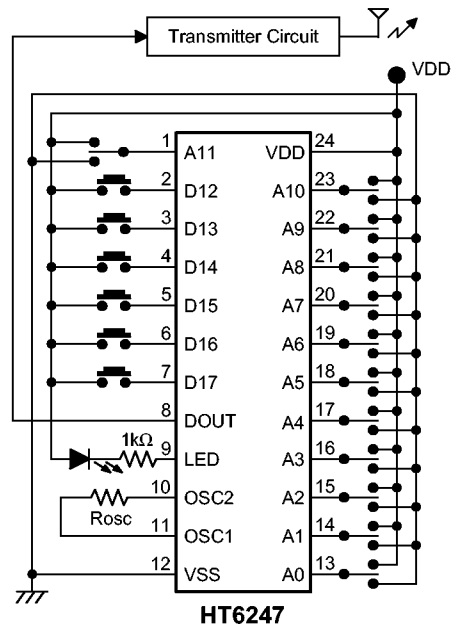 Transmitter Circuit
VDD
1 A11 VDD 24
2 D12 A10 23
3 D13 A9 22
4 D14 A8 21
5 D15 A7 20
6 D16 A6 19
7 D17 A5 18
8 DOUT A4 17
1kΩ 9 LED A3 16
10 OSC2 A2 15
Rosc
11 OSC1 A1 14
12 VSS A0 13
HT6247